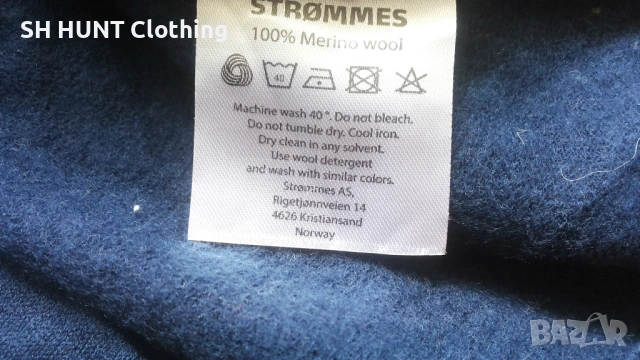 SH HUNT Clothing
STRØMMES
100% Merino wool
40
Machine wash 40°. Do not bleach.
Do not tumble dry. Cool iron.
Dry clean in any solvent.
Use wool detergent
and wash with similar colors.
Strømmes AS,
Rigetjønnveien 14
4626 Kristiansand
Norway
BAZAR